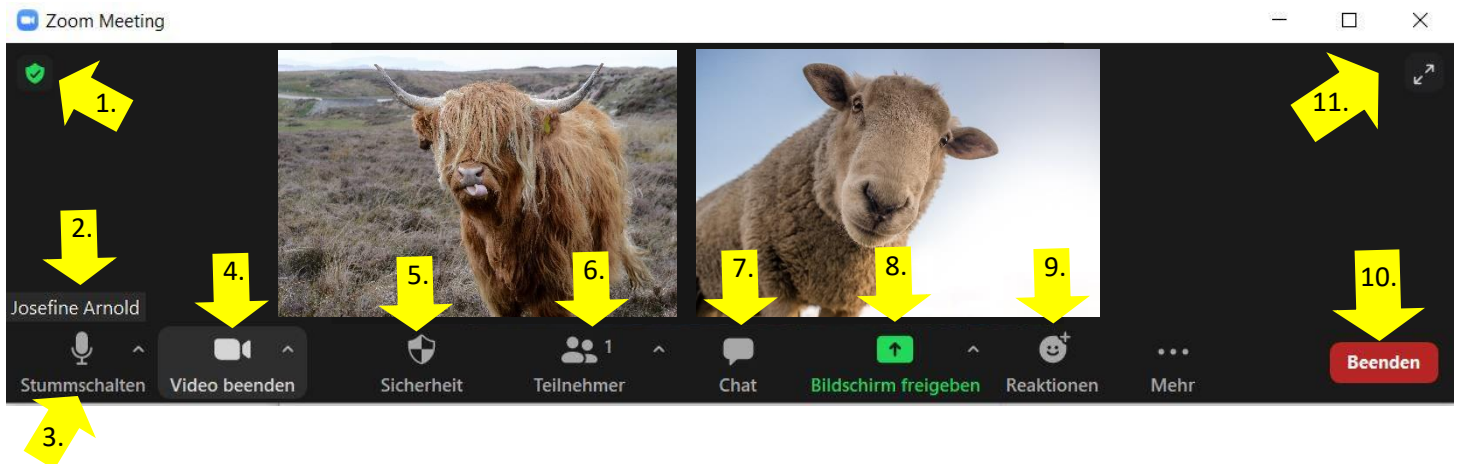 Zoom Meeting
1.
11.
2.
4.
5.
6.
7.
8.
9.
10.
Josefine Arnold
1
Beenden
Stummschalten
Video beenden
Sicherheit
Teilnehmer
Chat
Bildschirm freigeben
Reaktionen
Mehr
3.